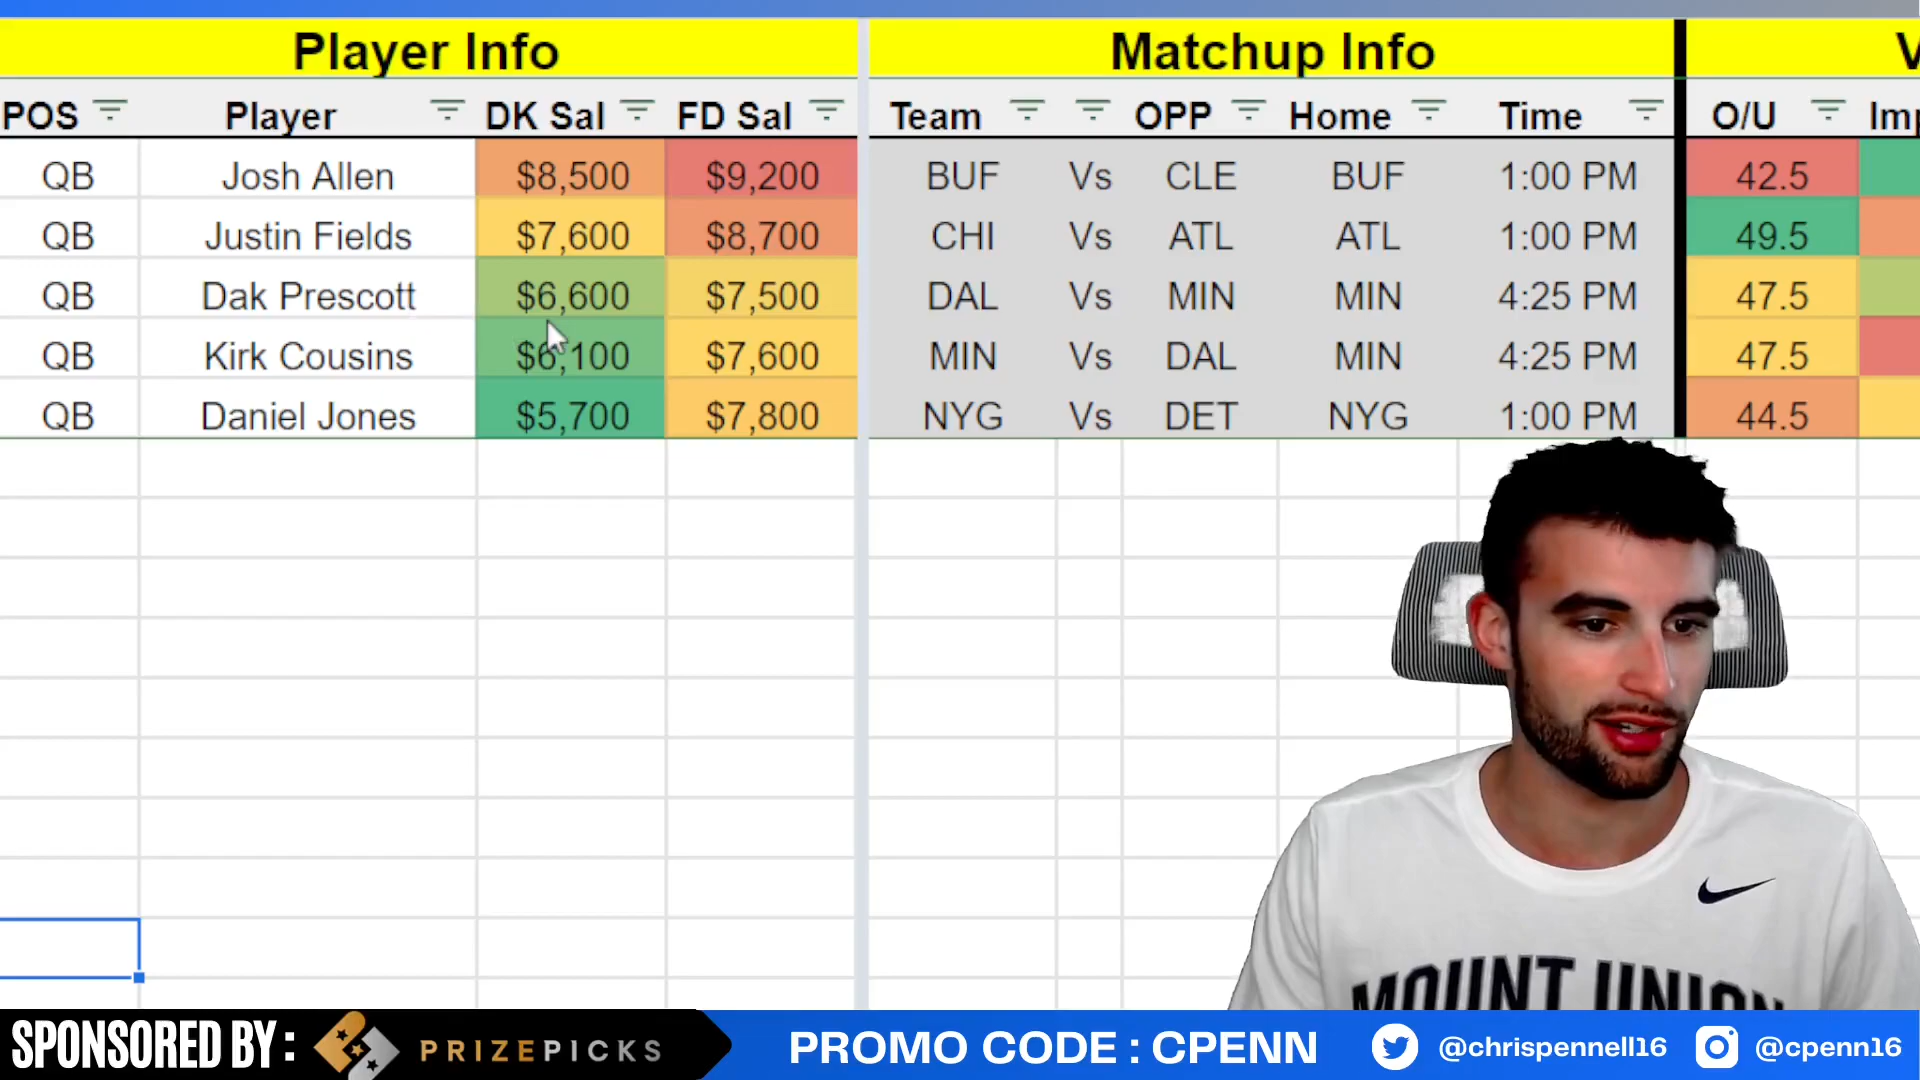 Player Info Matchup Info
POS Player DK Sal FD Sal Team OPP Home Time O/U
QB Josh Allen $8,500 $9,200 BUF Vs CLE BUF 1:00 PM 42.5
QB Justin Fields $7,600 $8,700 CHI Vs ATL ATL 1:00 PM 49.5
QB Dak Prescott $6,600 $7,500 DAL Vs MIN MIN 4:25 PM 47.5
QB Kirk Cousins $6,100 $7,600 MIN Vs DAL MIN 4:25 PM 47.5
QB Daniel Jones $5,700 $7,800 NYG Vs DET NYG 1:00 PM 44.5
MOUNT UNION
SPONSORED BY : PRIZEPICKS PROMO CODE : CPENN @chrispennell16 @cpenn16